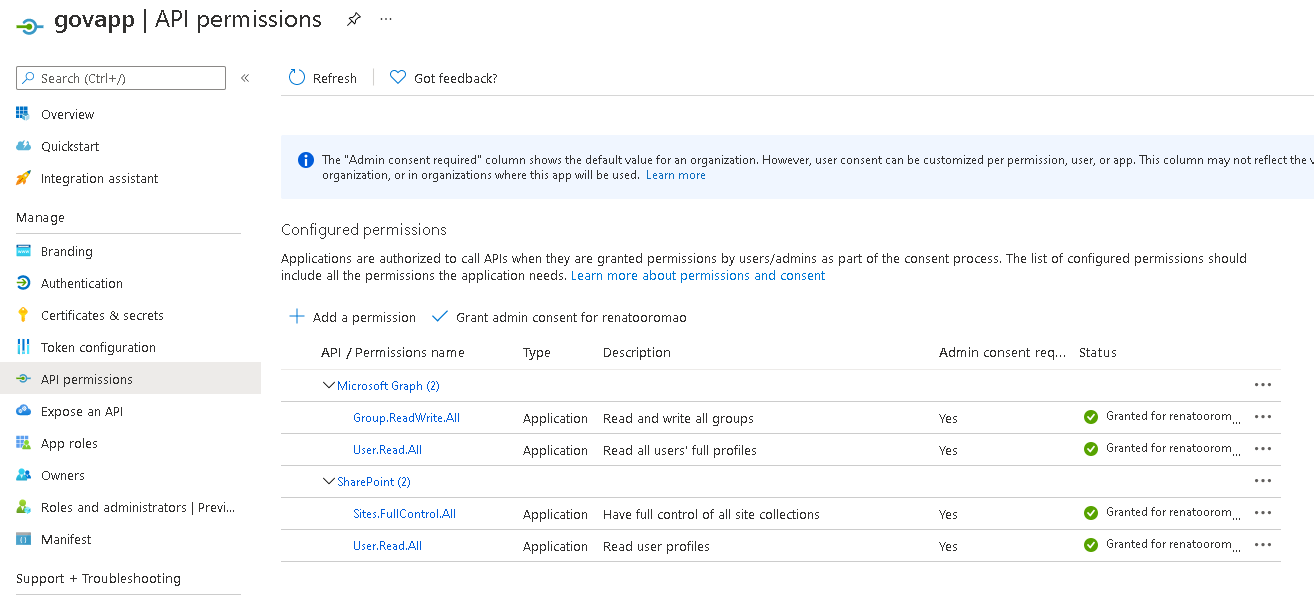 govapp | API permissions
Search (Ctrl+/)
Refresh
Got feedback?
Overview
Quickstart
Integration assistant
Manage
Branding
Authentication
Certificates & secrets
Token configuration
API permissions
Expose an API
App roles
Owners
Roles and administrators | Previ...
Manifest
Support + Troubleshooting
The "Admin consent required" column shows the default value for an organization. However, user consent can be customized per permission, user, or app. This column may not reflect the
organization, or in organizations where this app will be used. Learn more
Configured permissions
Applications are authorized to call APIs when they are granted permissions by users/admins as part of the consent process. The list of configured permissions should
include all the permissions the application needs. Learn more about permissions and consent
Add a permission
Grant admin consent for renatooromao
API / Permissions name Type Description Admin consent req... Status
Microsoft Graph (2)
Group.ReadWrite.All Application Read and write all groups Yes Granted for renatoorom...
User.Read.All Application Read all users' full profiles Yes Granted for renatoorom...
SharePoint (2)
Sites.FullControl.All Application Have full control of all site collections Yes Granted for renatoorom...
User.Read.All Application Read user profiles Yes Granted for renatoorom...